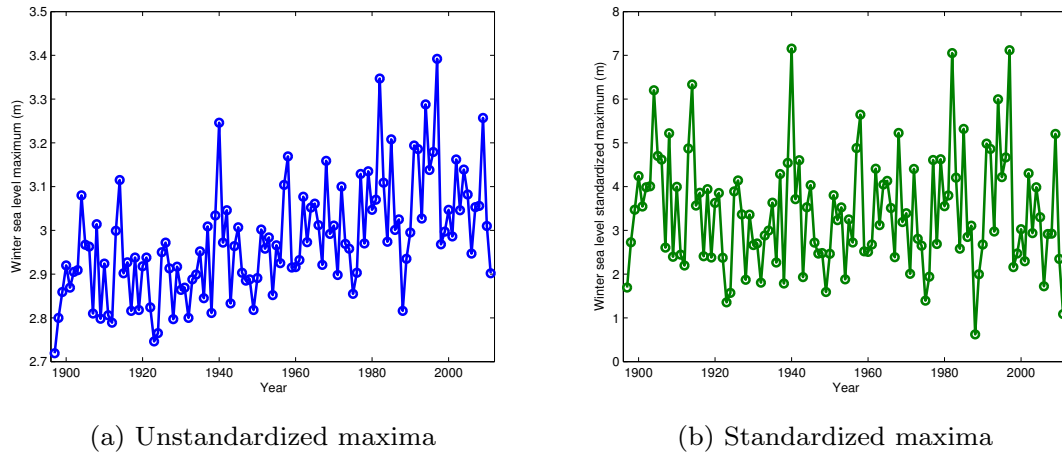 3.5
3.4
3.3
3.2
3.1
3
2.9
2.8
2.7
1900 1920 1940 1960 1980 2000
Year
Winter sea level maximum (m)
(a) Unstandardized maxima
8
7
6
5
4
3
2
1
0
1900 1920 1940 1960 1980 2000
Year
Winter sea level standardized maximum (m)
(b) Standardized maxima